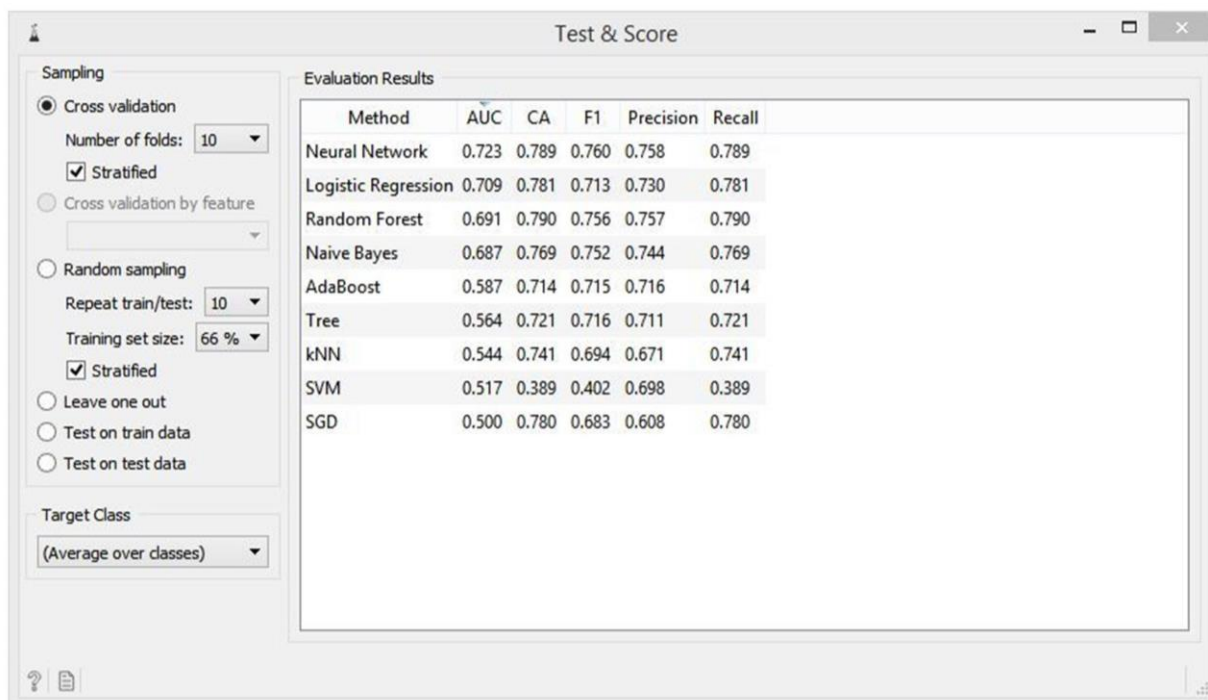 Test & Score
Sampling
Cross validation
Number of folds: 10
Stratified
Cross validation by feature
Random sampling
Repeat train/test: 10
Training set size: 66 %
Stratified
Leave one out
Test on train data
Test on test data
Target Class
(Average over classes)
Evaluation Results
Method AUC CA F1 Precision Recall
Neural Network 0.723 0.789 0.760 0.758 0.789
Logistic Regression 0.709 0.781 0.713 0.730 0.781
Random Forest 0.691 0.790 0.756 0.757 0.790
Naive Bayes 0.687 0.769 0.752 0.744 0.769
AdaBoost 0.587 0.714 0.715 0.716 0.714
Tree 0.564 0.721 0.716 0.711 0.721
kNN 0.544 0.741 0.694 0.671 0.741
SVM 0.517 0.389 0.402 0.698 0.389
SGD 0.500 0.780 0.683 0.608 0.780
?